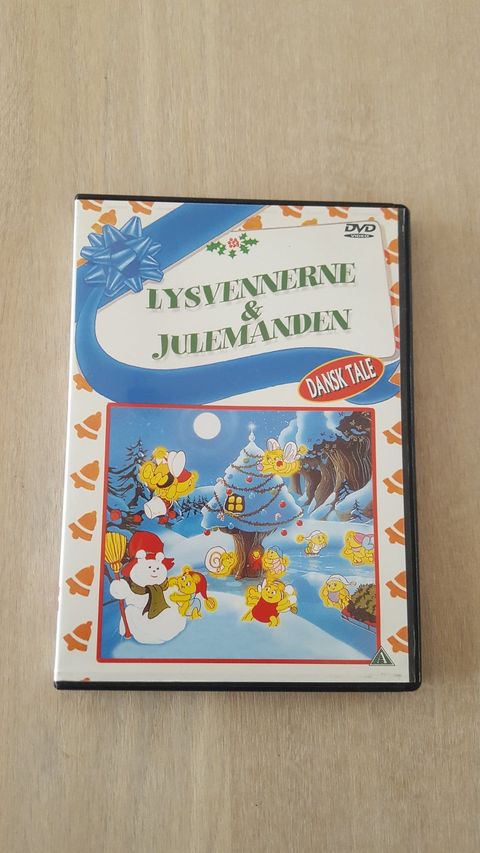 DVD
VIDEO
LYSVENNERNE
&
JULEMANDEN
DANSK TALE
A